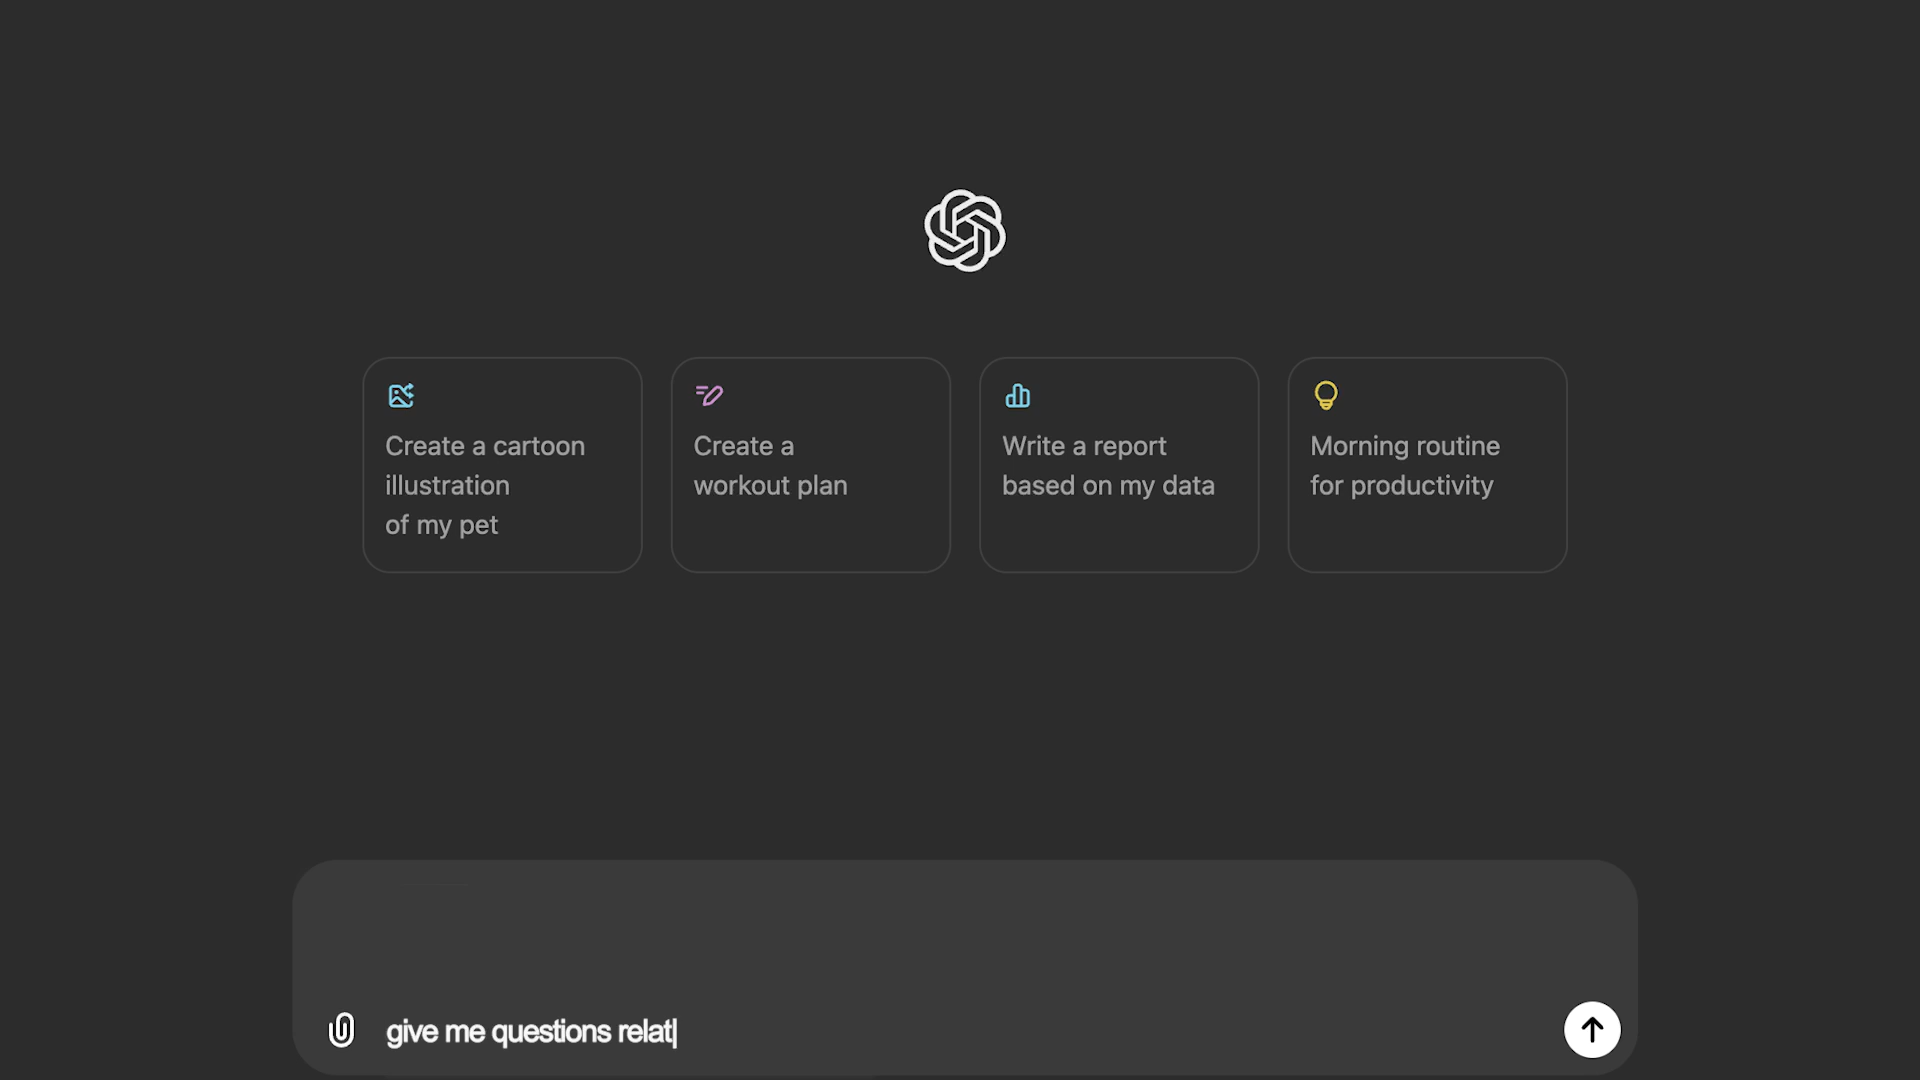 Create a cartoon
illustration
of my pet
Create a
workout plan
Write a report
based on my data
Morning routine
for productivity
give me questions relat